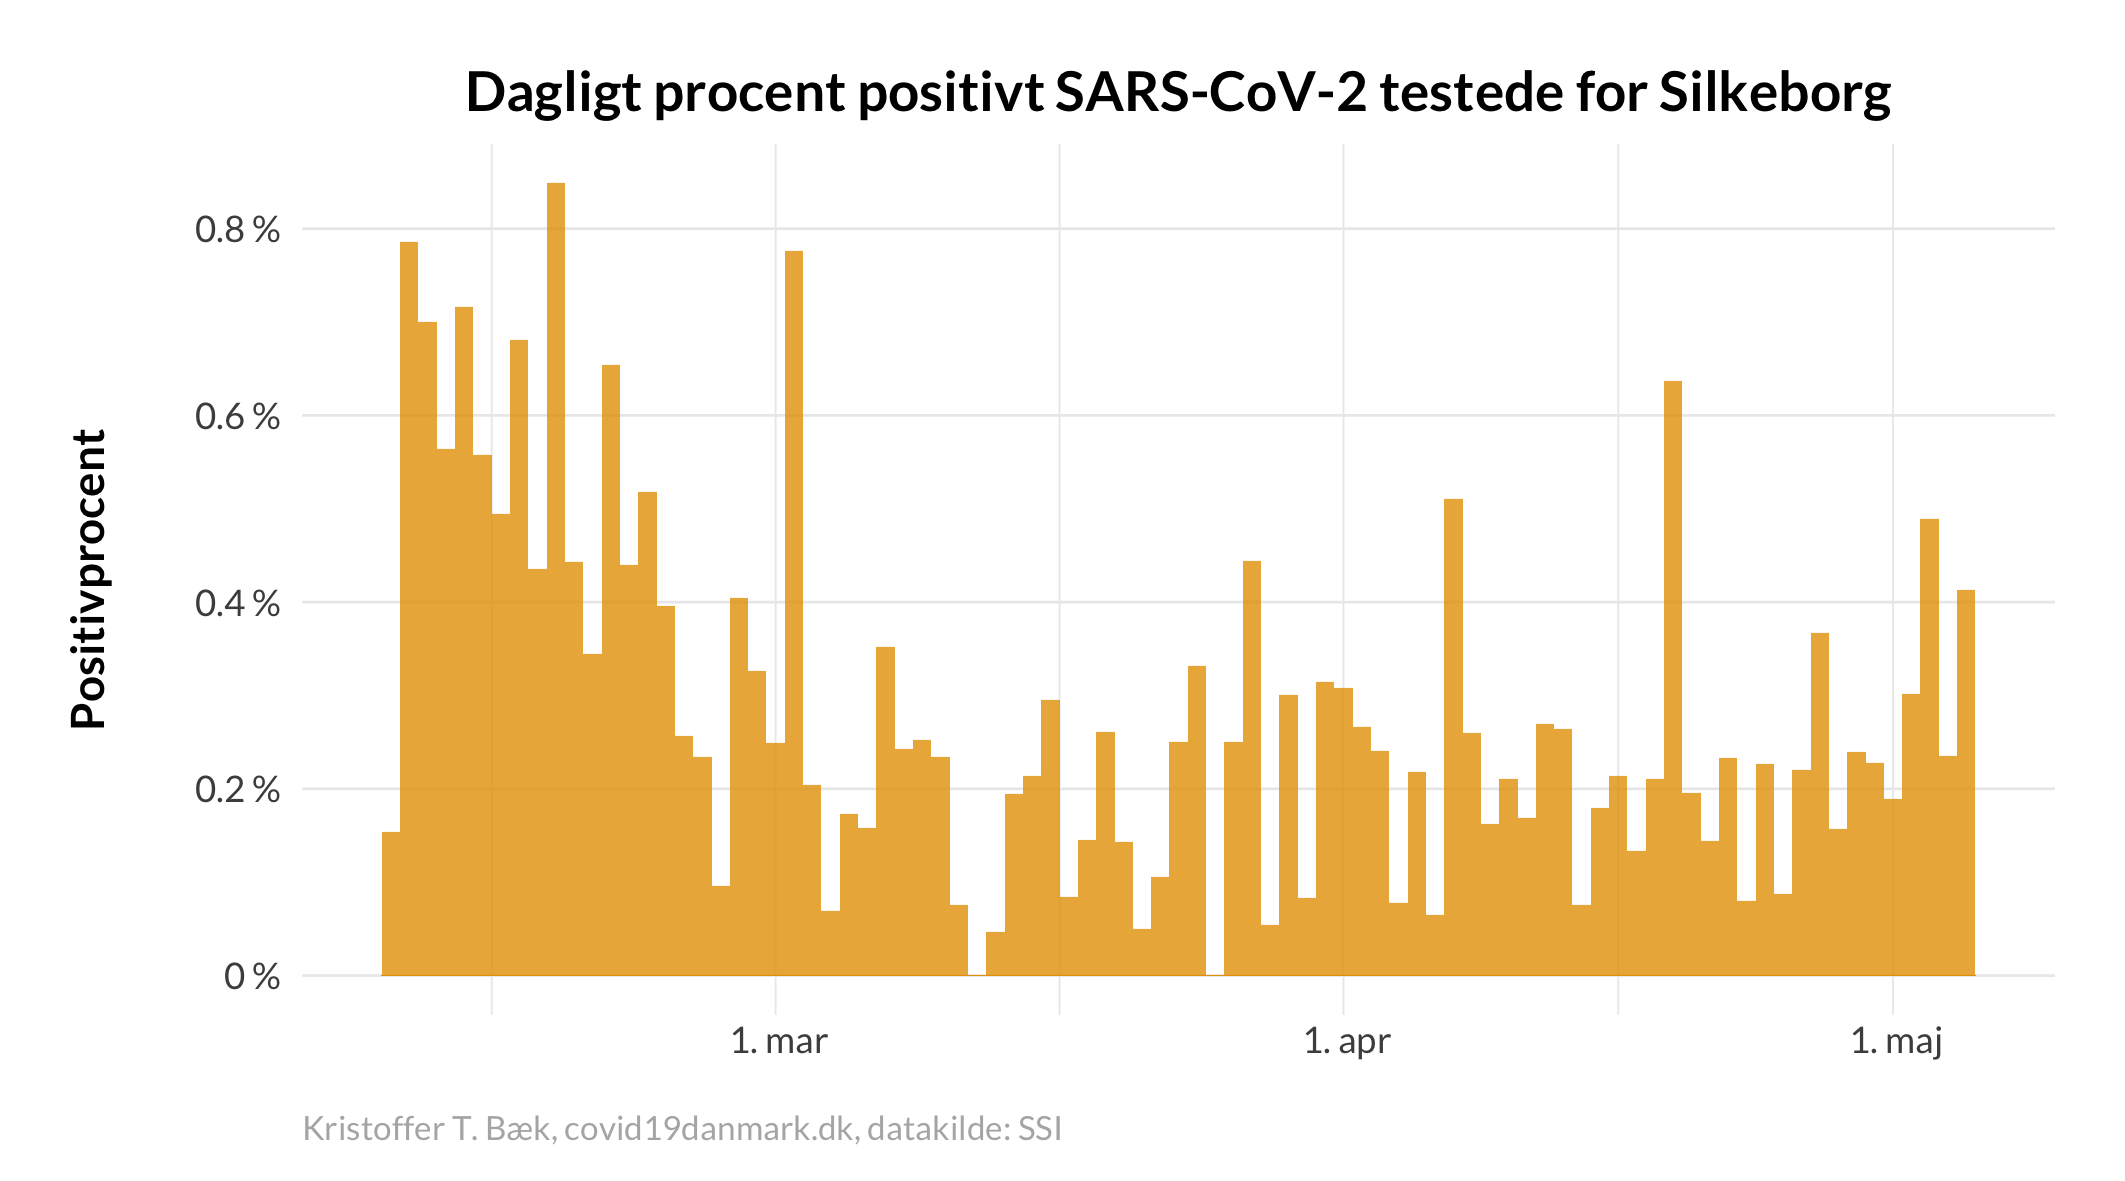 Dagligt procent positivt SARS-CoV-2 testede for Silkeborg
Positivprocent
0.8 %
0.6 %
0.4 %
0.2 %
0 %
1. mar
1. apr
1. maj
Kristoffer T. Bæk, covid19danmark.dk, datakilde: SSI